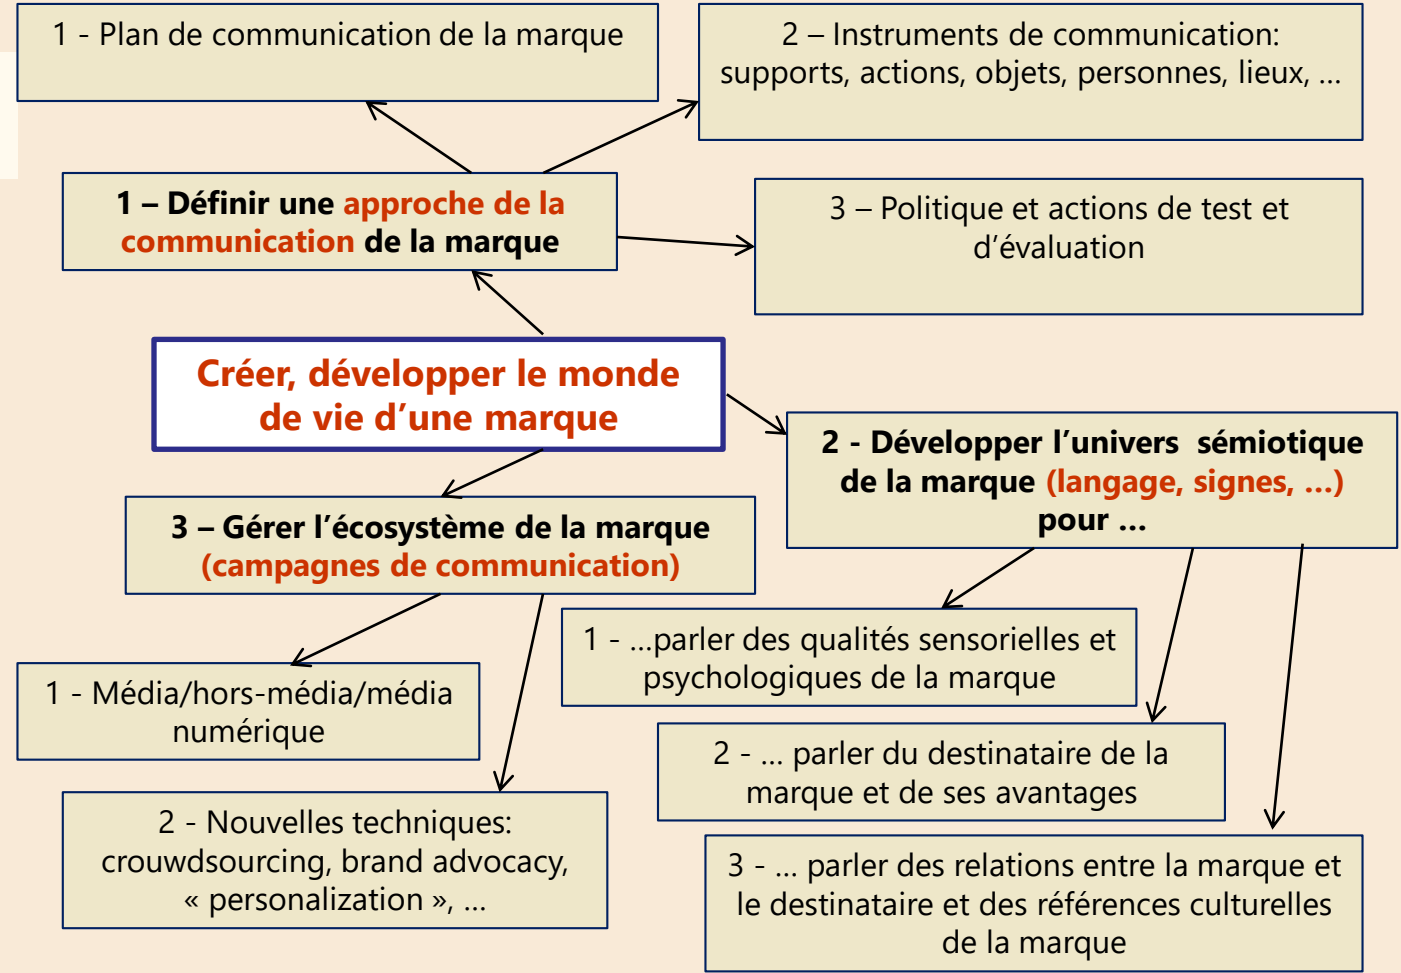 1 - Plan de communication de la marque
2 – Instruments de communication:
supports, actions, objets, personnes, lieux, …
1 – Définir une approche de la
communication de la marque
3 – Politique et actions de test et
d’évaluation
Créer, développer le monde
de vie d’une marque
2 - Développer l’univers sémiotique
de la marque (langage, signes, …)
pour …
3 – Gérer l’écosystème de la marque
(campagnes de communication)
1 - …parler des qualités sensorielles et
psychologiques de la marque
1 - Média/hors-média/média
numérique
2 - … parler du destinataire de la
marque et de ses avantages
2 - Nouvelles techniques:
crouwdsourcing, brand advocacy,
« personalization », …
3 - … parler des relations entre la marque et
le destinataire et des références culturelles
de la marque